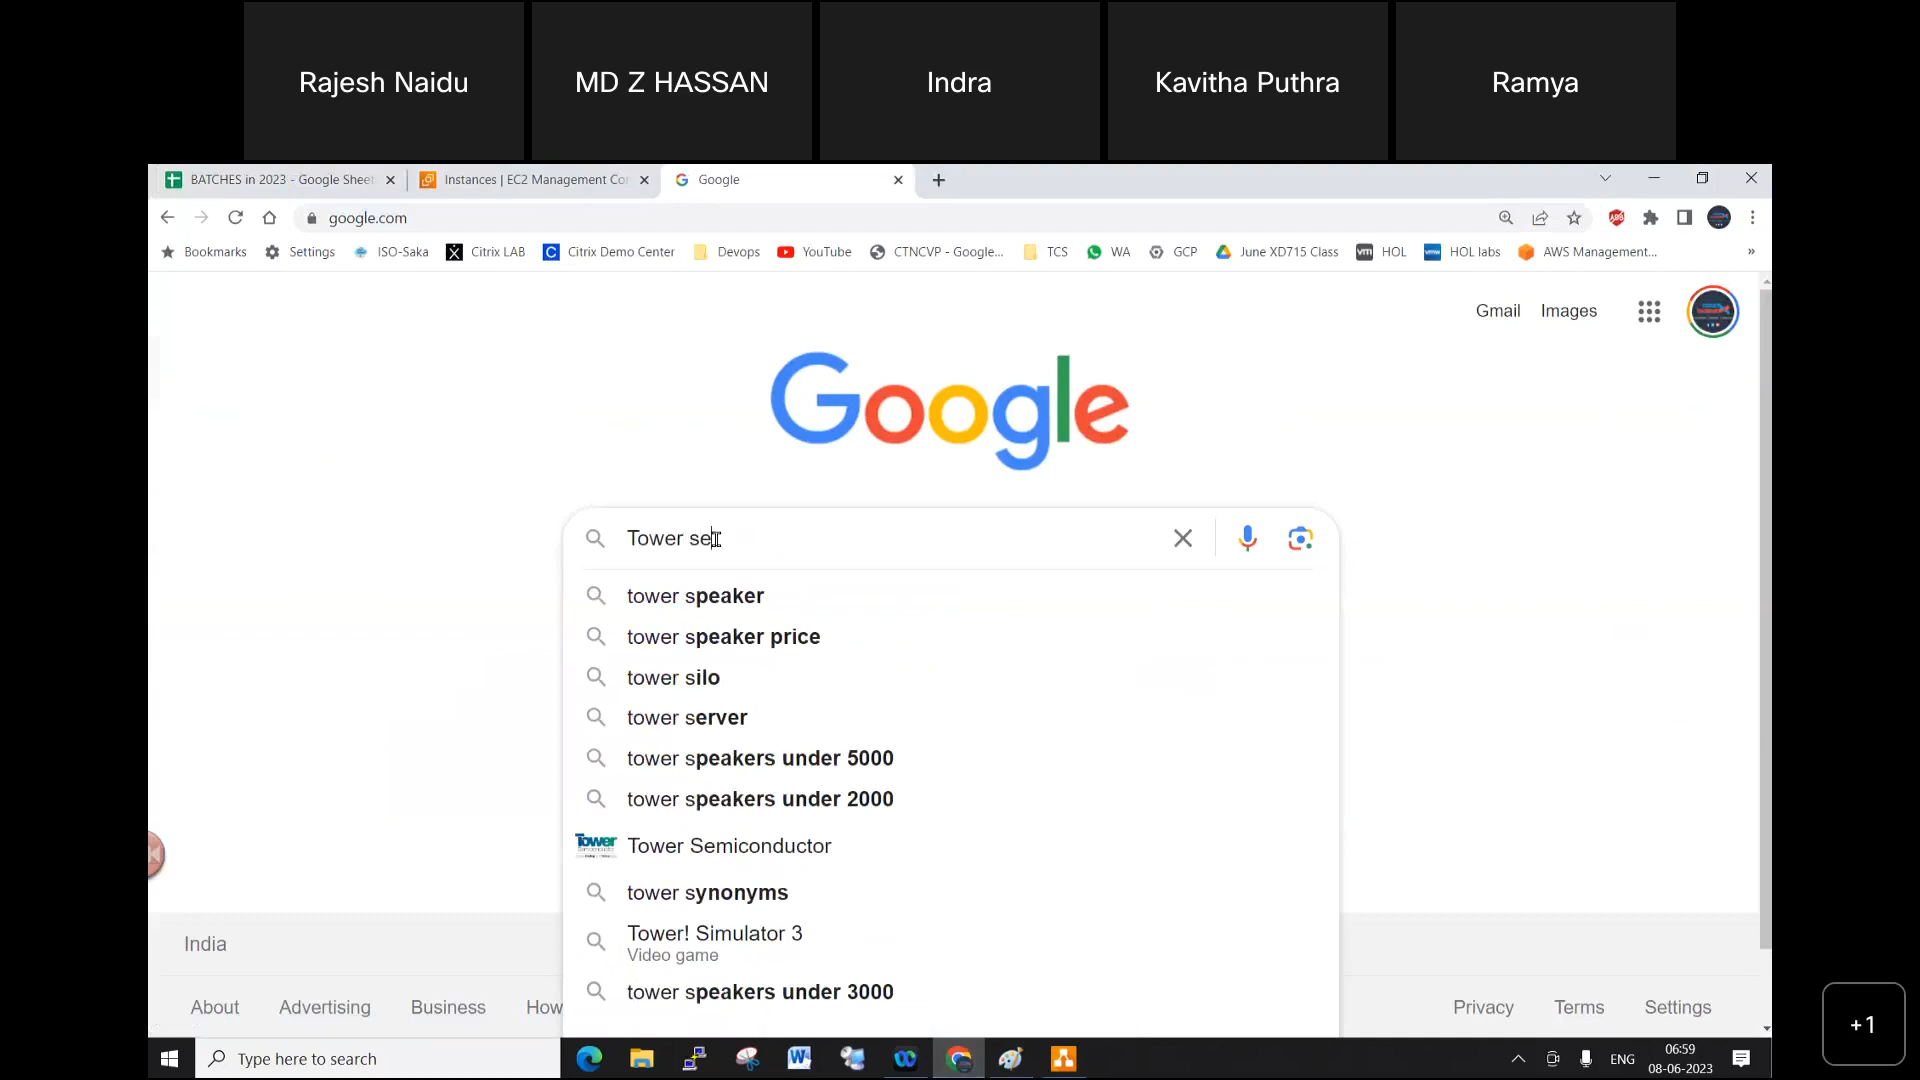 Rajesh Naidu
MD Z HASSAN
Indra
Kavitha Puthra
Ramya
BATCHES in 2023 - Google Sheet
Instances | EC2 Management Con
Google
google.com
Bookmarks
Settings
ISO-Saka
Citrix LAB
Citrix Demo Center
Devops
YouTube
CTNCVP - Google...
TCS
WA
GCP
June XD715 Class
HOL
HOL labs
AWS Management...
»
Gmail
Images
Google
Tower se
tower speaker
tower speaker price
tower silo
tower server
tower speakers under 5000
tower speakers under 2000
Tower
Tower Semiconductor
tower synonyms
Tower! Simulator 3
Video game
tower speakers under 3000
India
About
Advertising
Business
How
Privacy
Terms
Settings
+1
Type here to search
ENG
06:59
08-06-2023